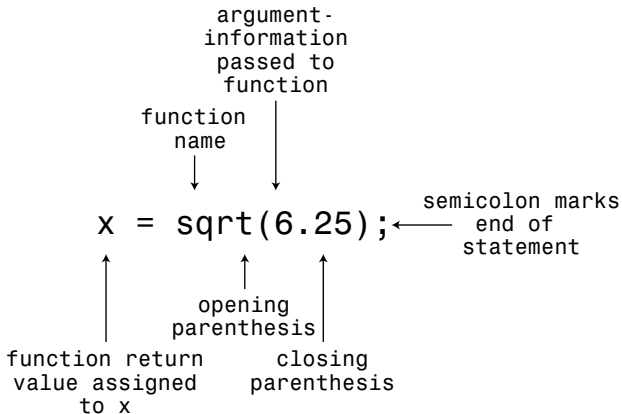 argument-
information
passed to
function
function
name
x = sqrt(6.25);
semicolon marks
end of
statement
opening
parenthesis
function return
value assigned
to x
closing
parenthesis